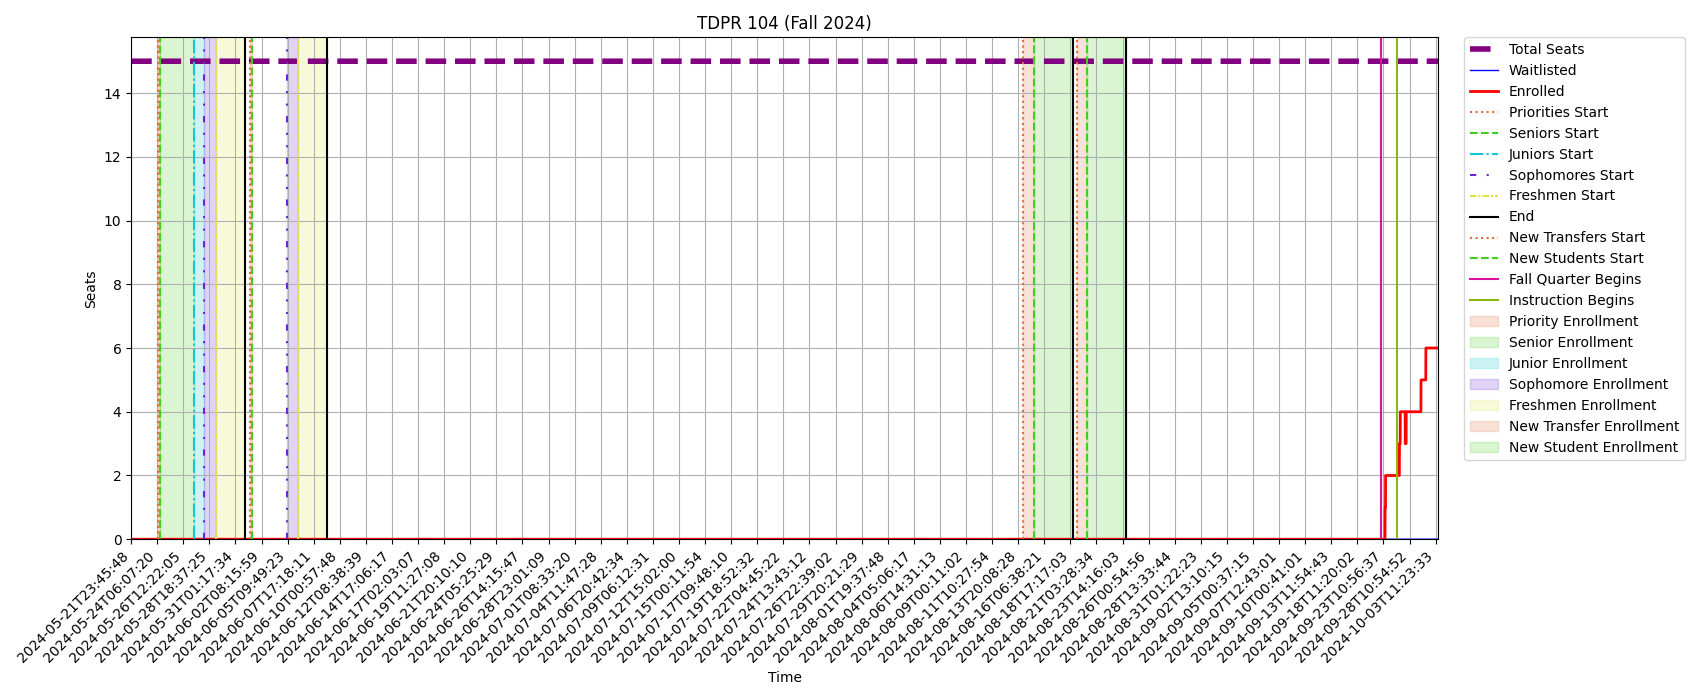 TDPR 104 (Fall 2024)
Seats
14
12
10
8
6
4
2
0
2024-05-21T23:45:48
2024-05-24T06:07:20
2024-05-26T12:22:05
2024-05-28T18:37:25
2024-05-31T01:17:34
2024-06-02T08:15:59
2024-06-05T09:49:23
2024-06-07T17:18:11
2024-06-10T00:57:48
2024-06-12T08:38:39
2024-06-14T17:06:17
2024-06-17T02:03:07
2024-06-19T11:27:08
2024-06-21T20:10:10
2024-06-24T05:25:29
2024-06-26T14:15:47
2024-06-28T23:01:09
2024-07-01T08:33:20
2024-07-04T11:47:28
2024-07-06T20:42:34
2024-07-09T06:12:31
2024-07-12T15:02:00
2024-07-15T00:11:54
2024-07-17T09:48:10
2024-07-19T18:52:32
2024-07-22T04:45:22
2024-07-24T13:43:12
2024-07-26T22:39:02
2024-07-29T20:21:29
2024-08-01T19:37:48
2024-08-04T05:06:17
2024-08-06T14:31:13
2024-08-09T00:11:02
2024-08-11T10:27:54
2024-08-13T20:08:28
2024-08-16T06:38:21
2024-08-18T17:17:03
2024-08-21T03:28:34
2024-08-23T14:16:03
2024-08-26T00:54:56
2024-08-28T13:33:44
2024-08-31T01:22:23
2024-09-02T13:10:15
2024-09-05T00:37:15
2024-09-07T12:43:01
2024-09-10T00:41:01
2024-09-13T11:54:43
2024-09-18T11:20:02
2024-09-23T10:56:37
2024-09-28T10:54:52
2024-10-03T11:23:33
Time
Total Seats
Waitlisted
Enrolled
Priorities Start
Seniors Start
Juniors Start
Sophomores Start
Freshmen Start
End
New Transfers Start
New Students Start
Fall Quarter Begins
Instruction Begins
Priority Enrollment
Senior Enrollment
Junior Enrollment
Sophomore Enrollment
Freshmen Enrollment
New Transfer Enrollment
New Student Enrollment